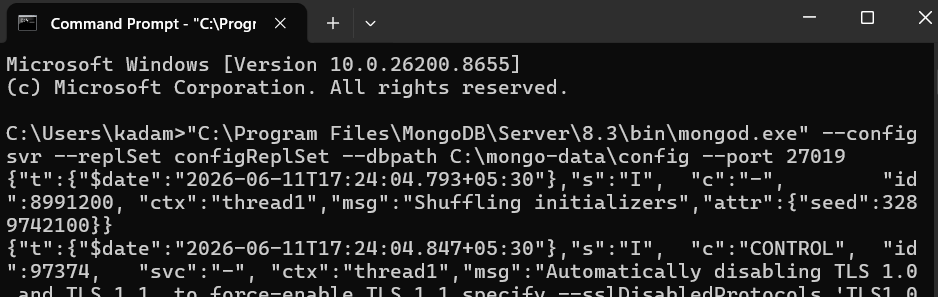 Command Prompt - "C:\Progr
Microsoft Windows [Version 10.0.26200.8655]
(c) Microsoft Corporation. All rights reserved.
C:\Users\kadam>"C:\Program Files\MongoDB\Server\8.3\bin\mongod.exe" --config
svr --replSet configReplSet --dbpath C:\mongo-data\config --port 27019
{"t":{"$date":"2026-06-11T17:24:04.793+05:30"},"s":"I",  "c":"-",        "id
":8991200, "ctx":"thread1","msg":"Shuffling initializers","attr":{"seed":328
9742100}}
{"t":{"$date":"2026-06-11T17:24:04.847+05:30"},"s":"I",  "c":"CONTROL",  "id
":97374,   "svc":"-", "ctx":"thread1","msg":"Automatically disabling TLS 1.0
 and TLS 1.1, to force-enable TLS 1.1 specify --sslDisabledProtocols 'TLS1_0